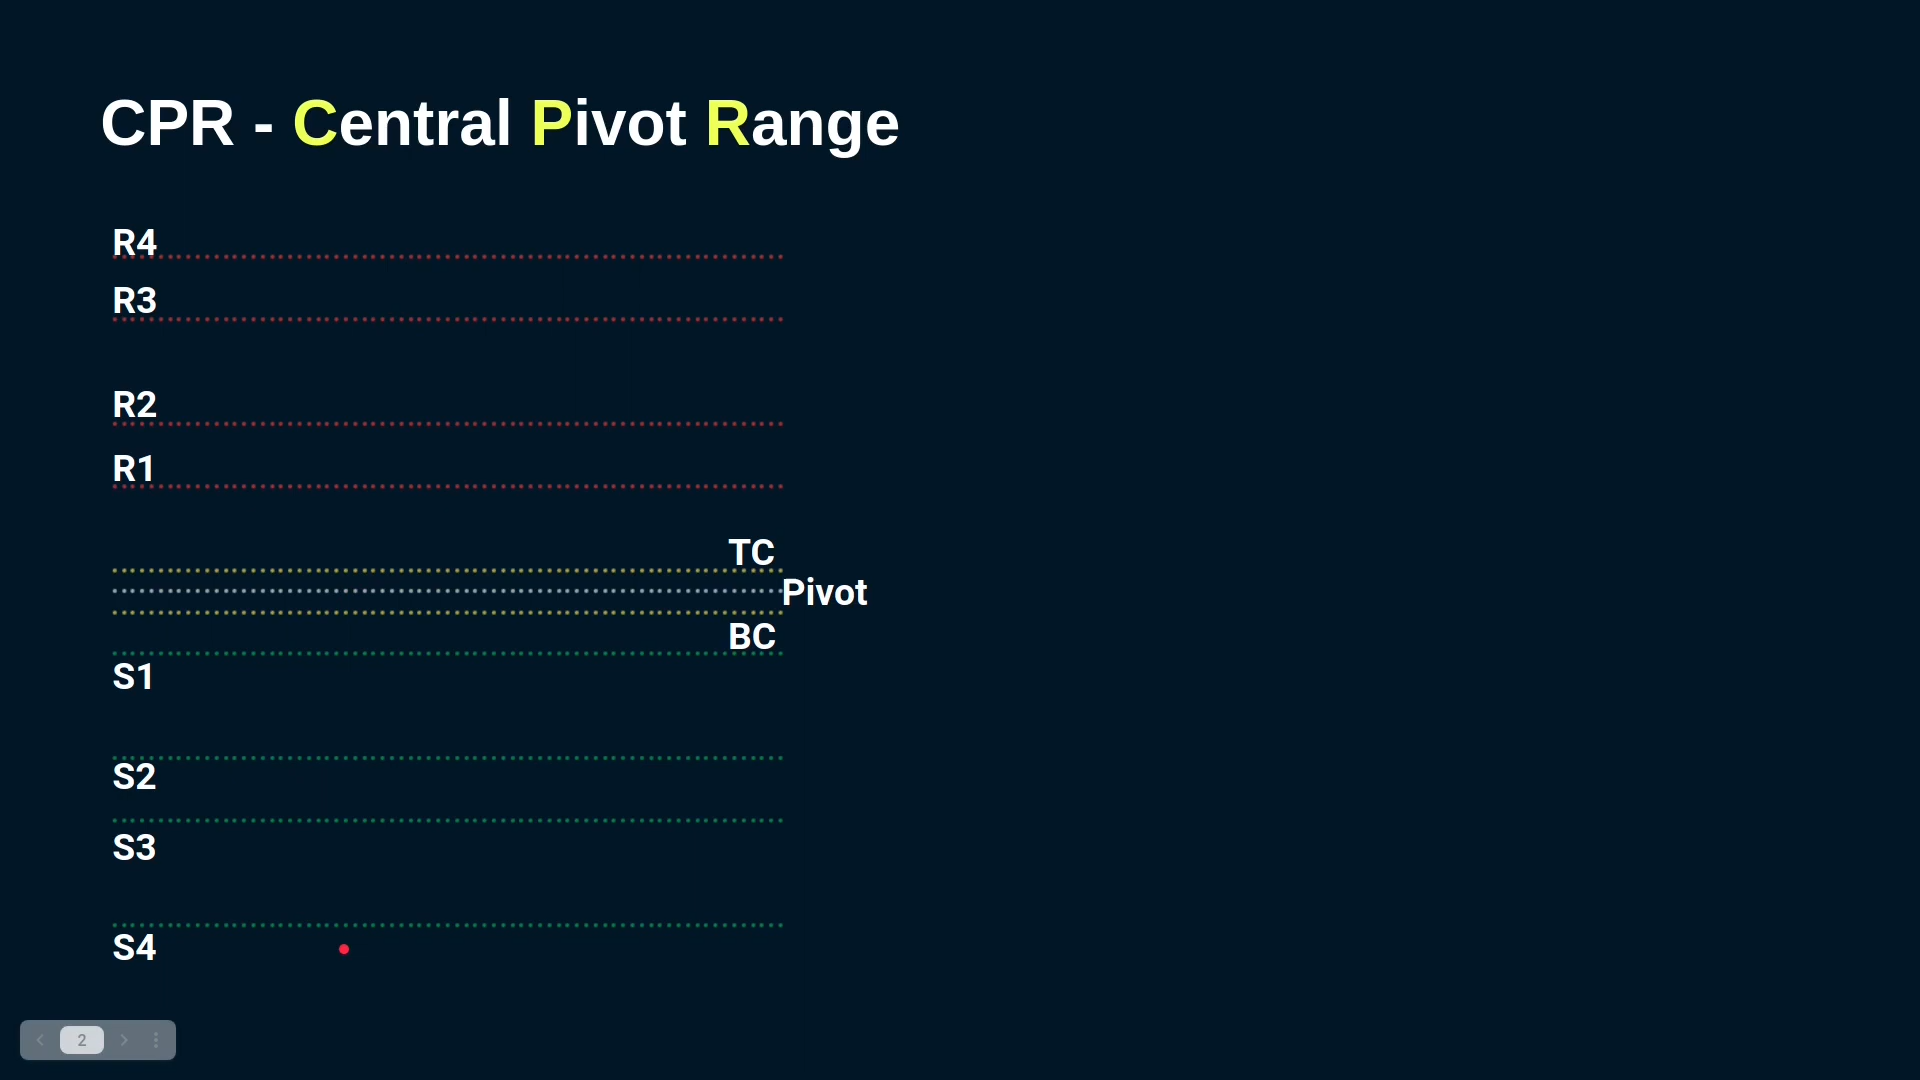 CPR - Central Pivot Range
R4
R3
R2
R1
TC
Pivot
BC
S1
S2
S3
S4
2